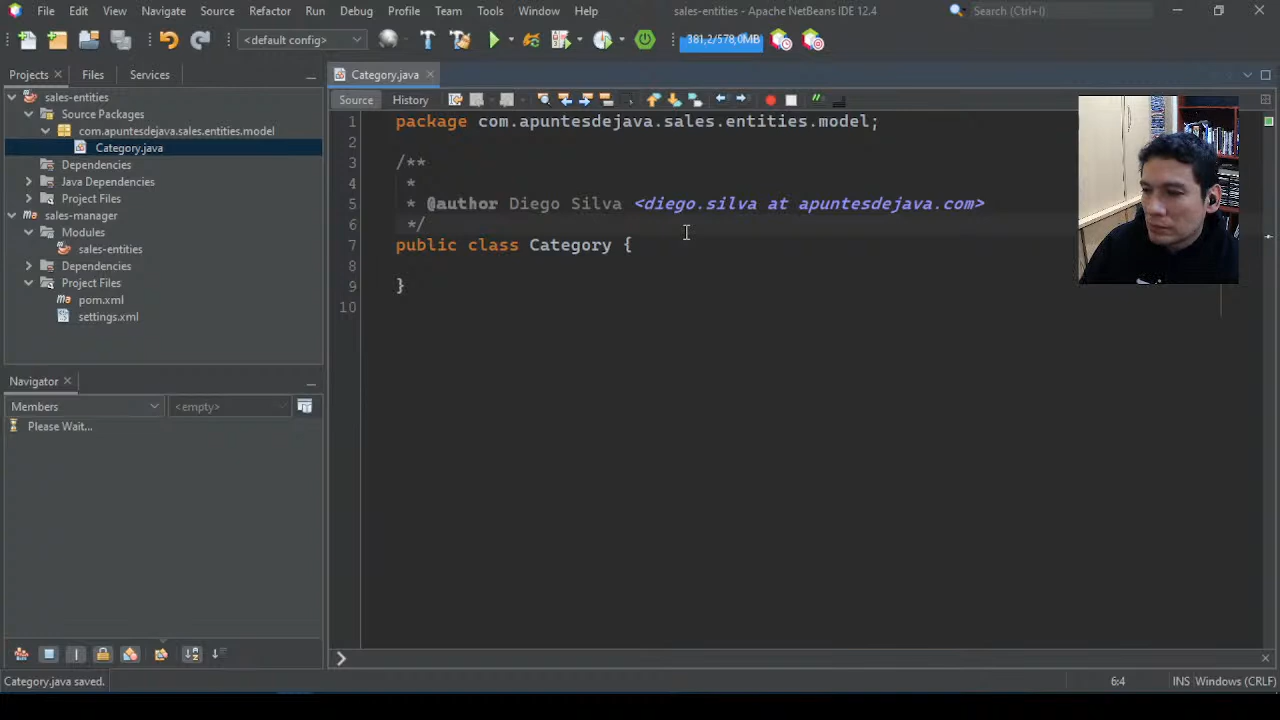 File Edit View Navigate Source Refactor Run Debug Profile Team Tools Window Help
sales-entities - Apache NetBeans IDE 12.4
Search (Ctrl+I)
<default config>
381,2/578,0MB
Projects Files Services
Category.java
sales-entities
Source Packages
com.apuntesdejava.sales.entities.model
Category.java
Dependencies
Java Dependencies
Project Files
sales-manager
Modules
sales-entities
Dependencies
Project Files
pom.xml
settings.xml
Source History
1 package com.apuntesdejava.sales.entities.model;
2
3 /**
4 *
5 * @author Diego Silva <diego.silva at apuntesdejava.com>
6 */
7 public class Category {
8
9 }
10
Navigator
Members <empty>
Please Wait...
Category.java saved.
6:4 INS Windows (CRLF)